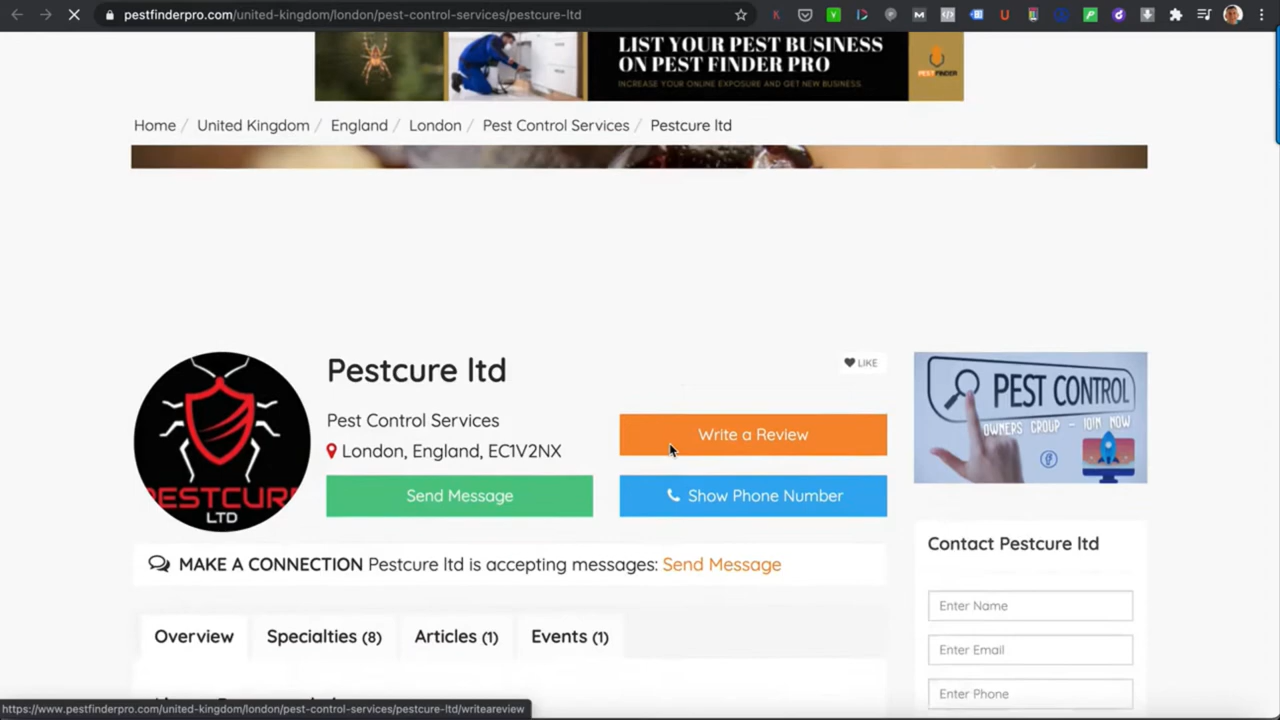 pestfinderpro.com/united-kingdom/london/pest-control-services/pestcure-ltd
LIST YOUR PEST BUSINESS
ON PEST FINDER PRO
INCREASE YOUR ONLINE EXPOSURE AND GET NEW BUSINESS
PESTFINDER
Home / United Kingdom / England / London / Pest Control Services / Pestcure ltd
Pestcure ltd
LIKE
Pest Control Services
London, England, EC1V2NX
Write a Review
Send Message
Show Phone Number
PESTCURE
LTD
PEST CONTROL
OWNERS GROUP - JOIN NOW
MAKE A CONNECTION Pestcure ltd is accepting messages: Send Message
Contact Pestcure ltd
Enter Name
Enter Email
Enter Phone
Overview Specialties (8) Articles (1) Events (1)
https://www.pestfinderpro.com/united-kingdom/london/pest-control-services/pestcure-ltd/writeareview